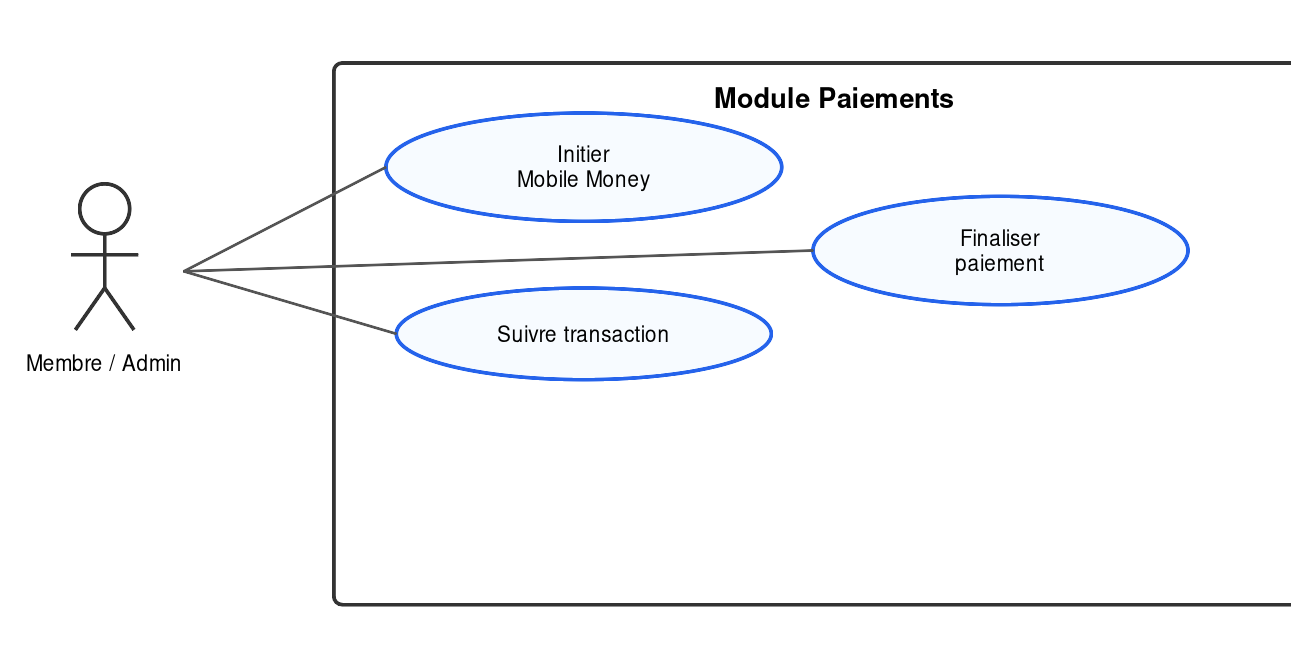 Module Paiements
Initier
Mobile Money
Finaliser
paiement
Suivre transaction
Membre / Admin